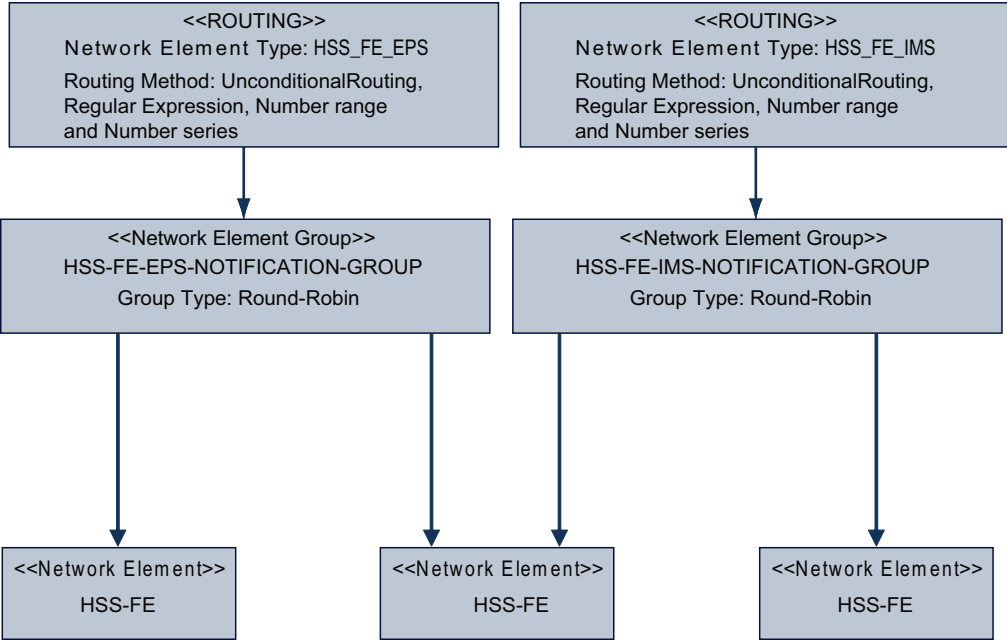 <<ROUTING>>
Network Element Type: HSS_FE_EPS
Routing Method: UnconditionalRouting,
Regular Expression, Number range
and Number series
<<ROUTING>>
Network Element Type: HSS_FE_IMS
Routing Method: UnconditionalRouting,
Regular Expression, Number range
and Number series
<<Network Element Group>>
HSS-FE-EPS-NOTIFICATION-GROUP
Group Type: Round-Robin
<<Network Element Group>>
HSS-FE-IMS-NOTIFICATION-GROUP
Group Type: Round-Robin
<<Network Element>>
HSS-FE
<<Network Element>>
HSS-FE
<<Network Element>>
HSS-FE